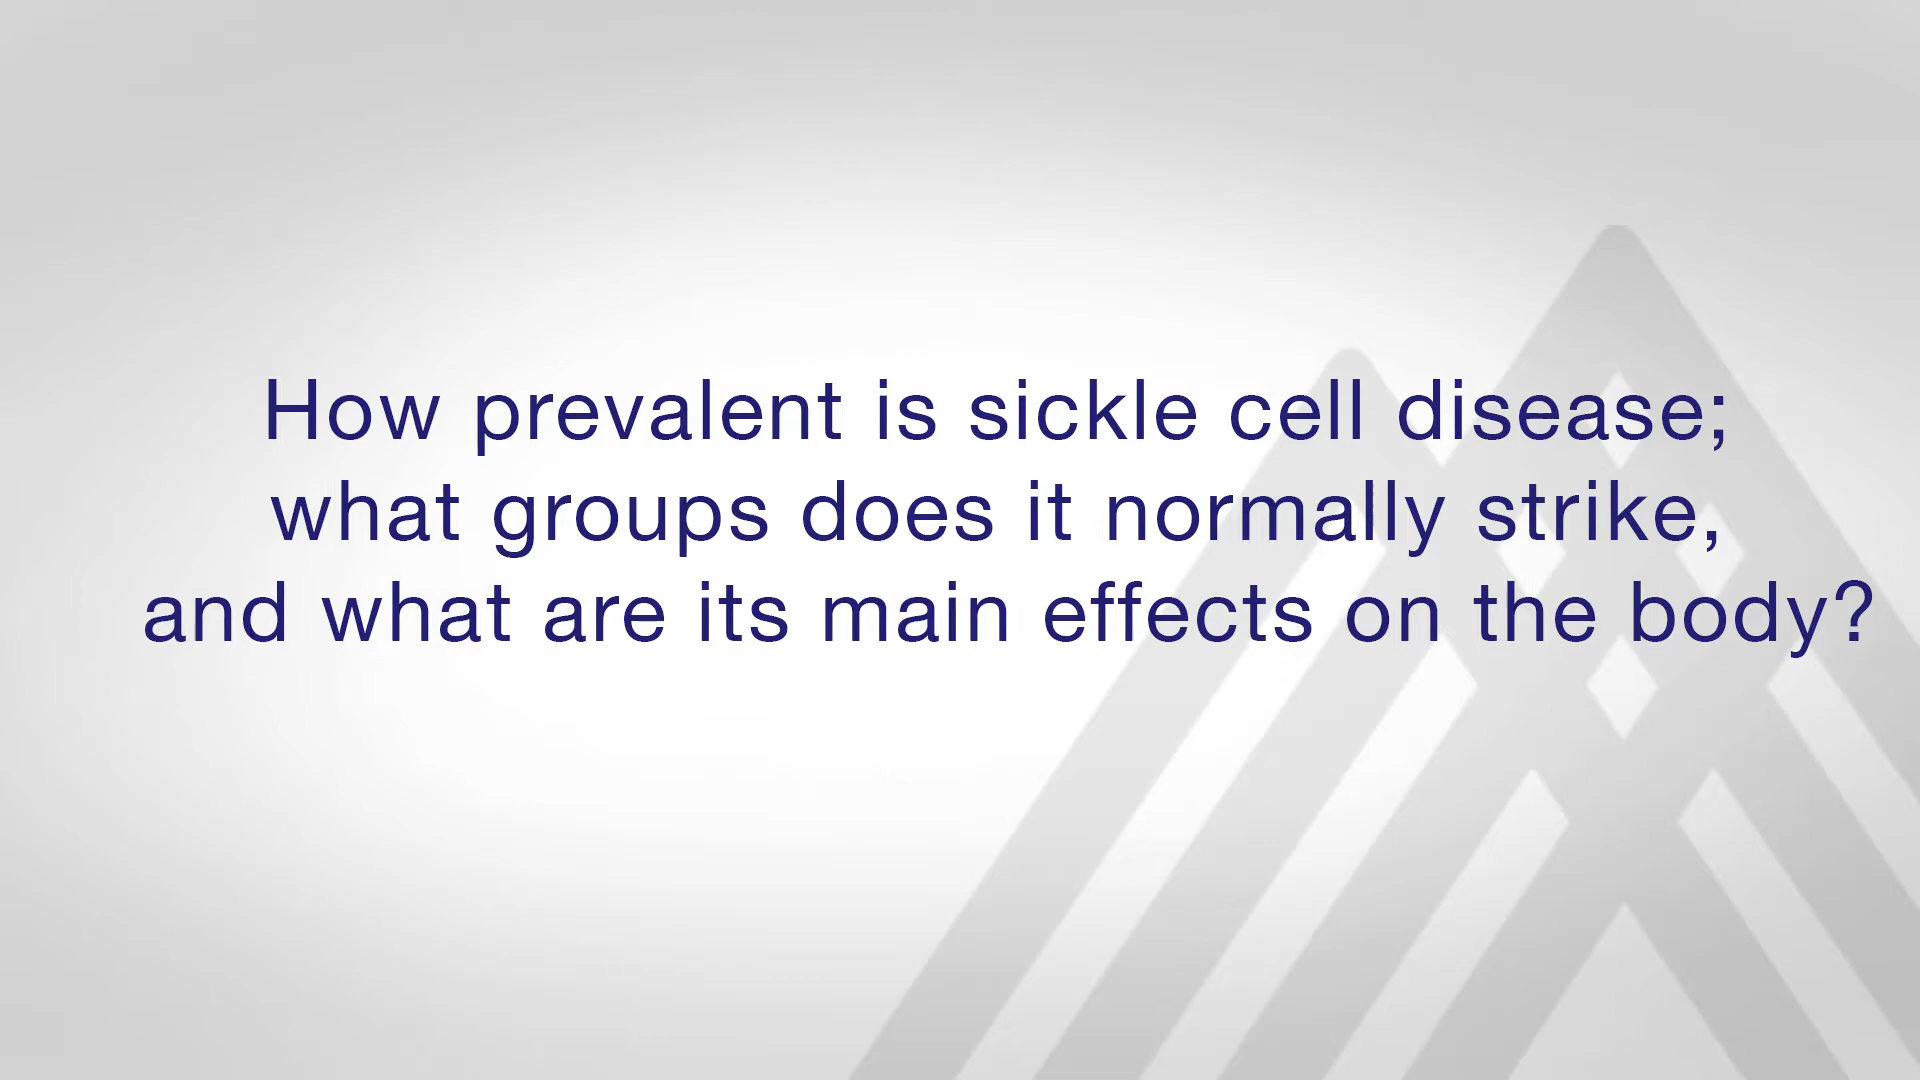 How prevalent is sickle cell disease;
what groups does it normally strike,
and what are its main effects on the body?